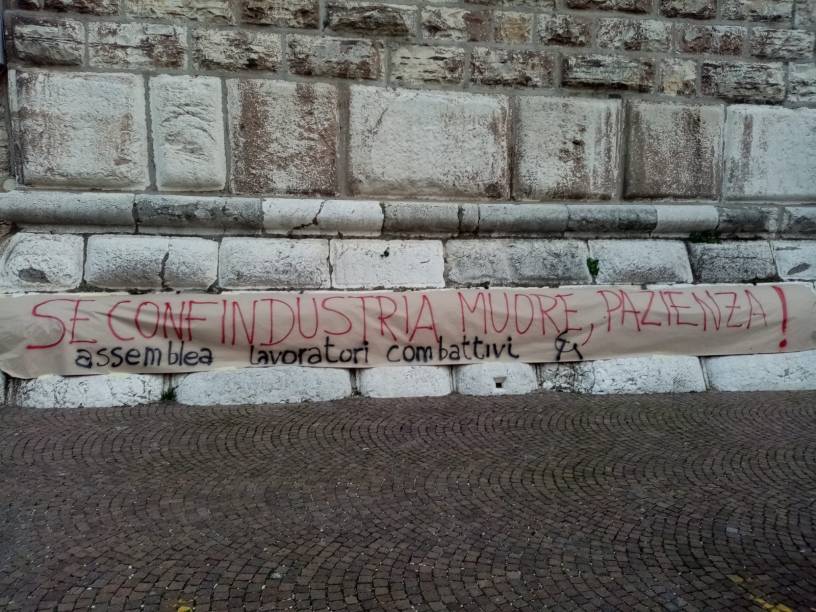 SE CONFINDUSTRIA MUORE, PAZIENZA!
assemblea lavoratori combattivi